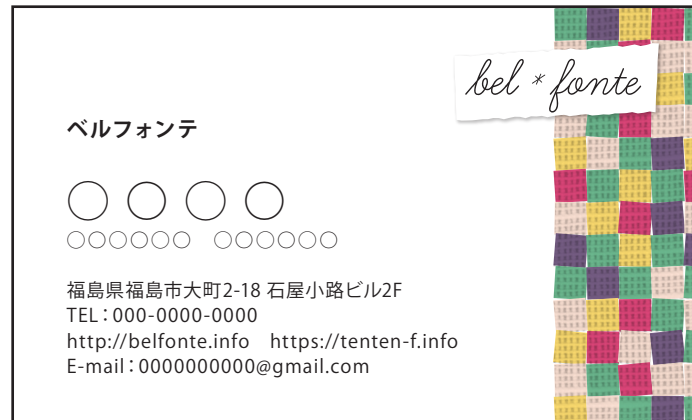 bel * fonte
ベルフォンテ
○○○○
○○○○○○　○○○○○○
福島県福島市大町2-18 石屋小路ビル2F
TEL：000-0000-0000
http://belfonte.info　https://tenten-f.info
E-mail：0000000000@gmail.com